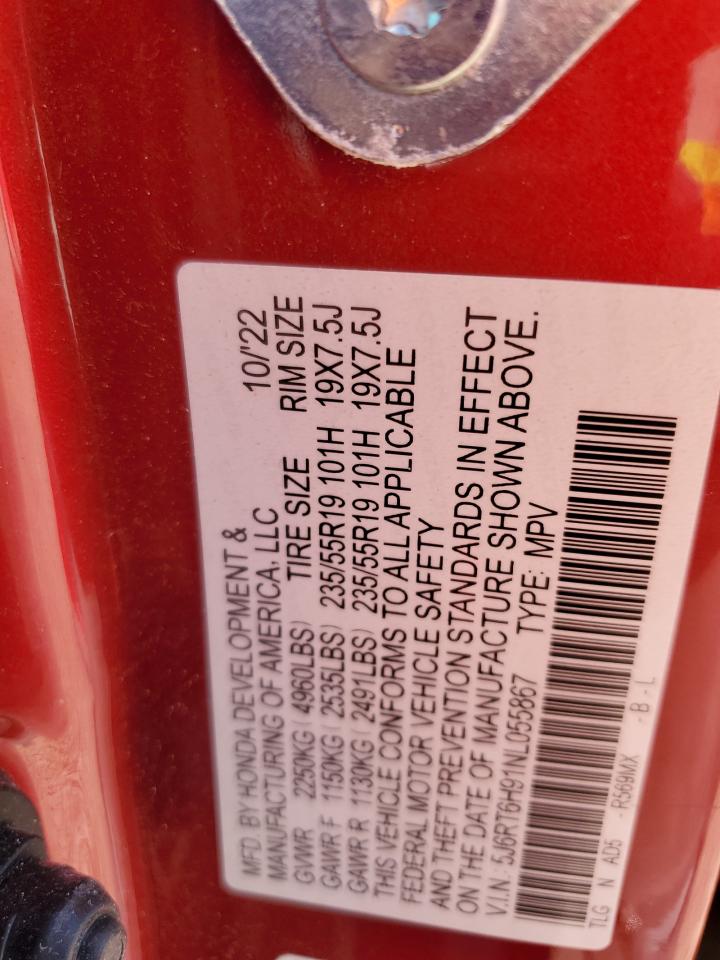 MFD. BY HONDA DEVELOPMENT &
MANUFACTURING OF AMERICA, LLC 10/'22
GVWR 2250KG ( 4960LBS) TIRE SIZE RIM SIZE
GAWR F 1150KG ( 2535LBS) 235/55R19 101H 19X7.5J
GAWR R 1130KG ( 2491LBS) 235/55R19 101H 19X7.5J
THIS VEHICLE CONFORMS TO ALL APPLICABLE
FEDERAL MOTOR VEHICLE SAFETY
AND THEFT PREVENTION STANDARDS IN EFFECT
ON THE DATE OF MANUFACTURE SHOWN ABOVE.
V.I.N.: 5J6RT6H91NL055867 TYPE: MPV
TLG N AD5 - R569MX - B - L